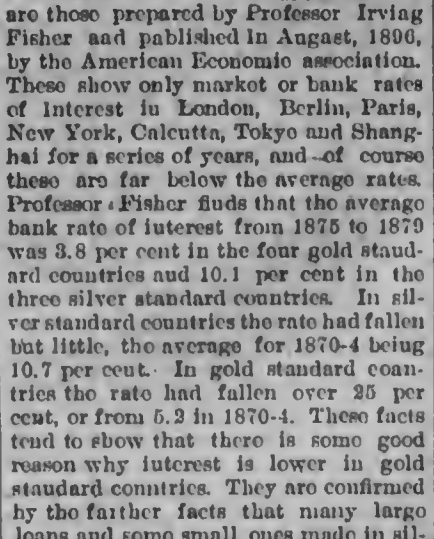 are those prepared by Professor Irving
Fisher and published in August, 1896,
by the American Economic association.
These show only market or bank rates
of interest in London, Berlin, Paris,
New York, Calcutta, Tokyo and Shang-
hai for a series of years, and of course
these are far below the average rates.
Professor Fisher finds that the average
bank rate of interest from 1875 to 1879
was 3.8 per cent in the four gold stand-
ard countries and 10.1 per cent in the
three silver standard countries. In sil-
ver standard countries the rate had fallen
but little, the average for 1870-4 being
10.7 per cent. In gold standard coun-
tries the rate had fallen over 25 per
cent, or from 5.2 in 1870-4. These facts
tend to show that there is some good
reason why interest is lower in gold
standard countries. They are confirmed
by the farther facts that many large
loans and some small ones made in sil-